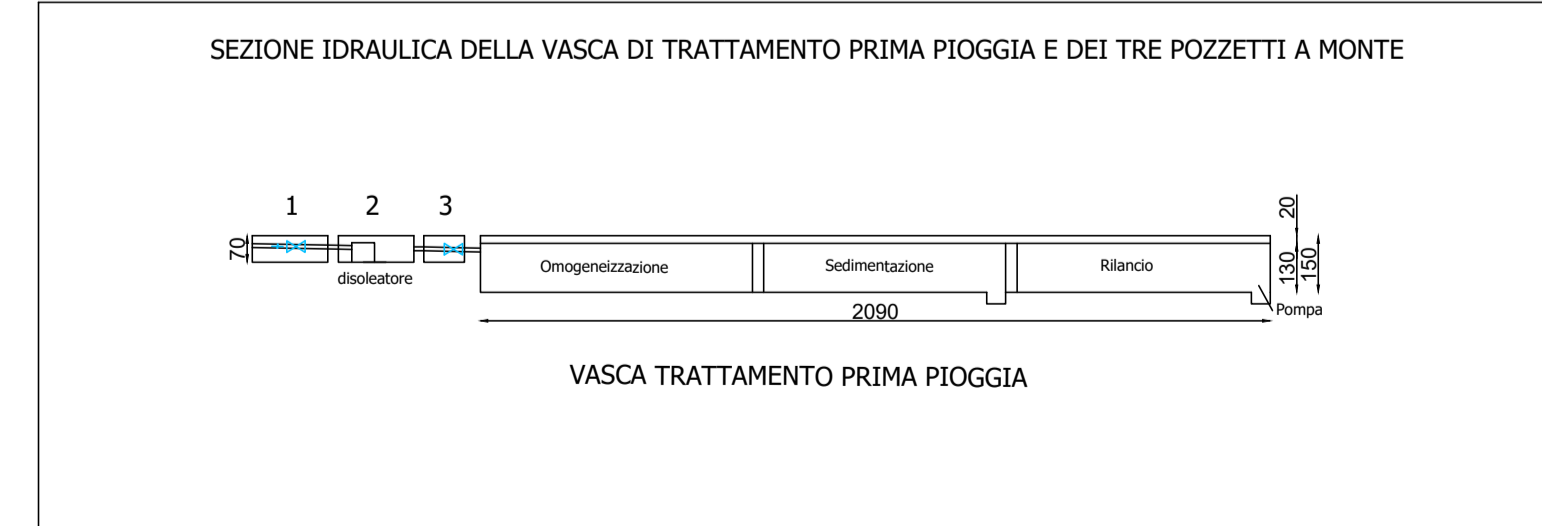 SEZIONE IDRAULICA DELLA VASCA DI TRATTAMENTO PRIMA PIOGGIA E DEI TRE POZZETTI A MONTE
1 2 3
20
70
Omogeneizzazione Sedimentazione Rilancio
130
150
disoleatore
2090
Pompa
VASCA TRATTAMENTO PRIMA PIOGGIA